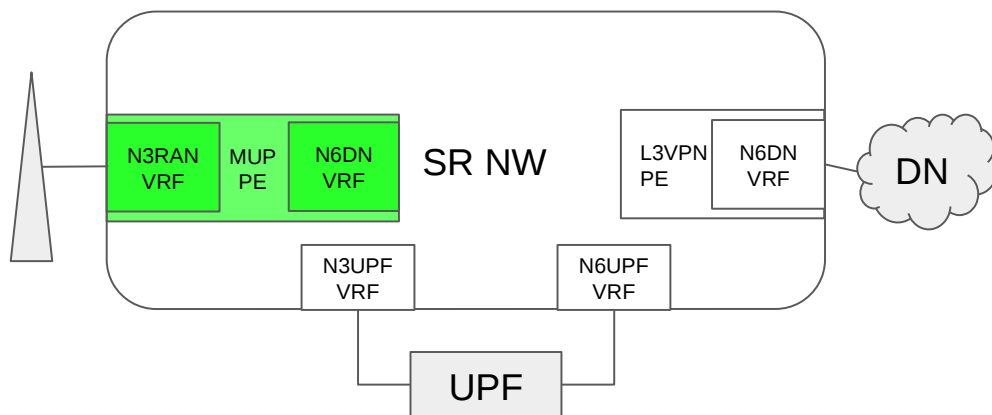 N3RAN
VRF
MUP
PE
N6DN
VRF
SR NW
L3VPN
PE
N6DN
VRF
DN
N3UPF
VRF
N6UPF
VRF
UPF